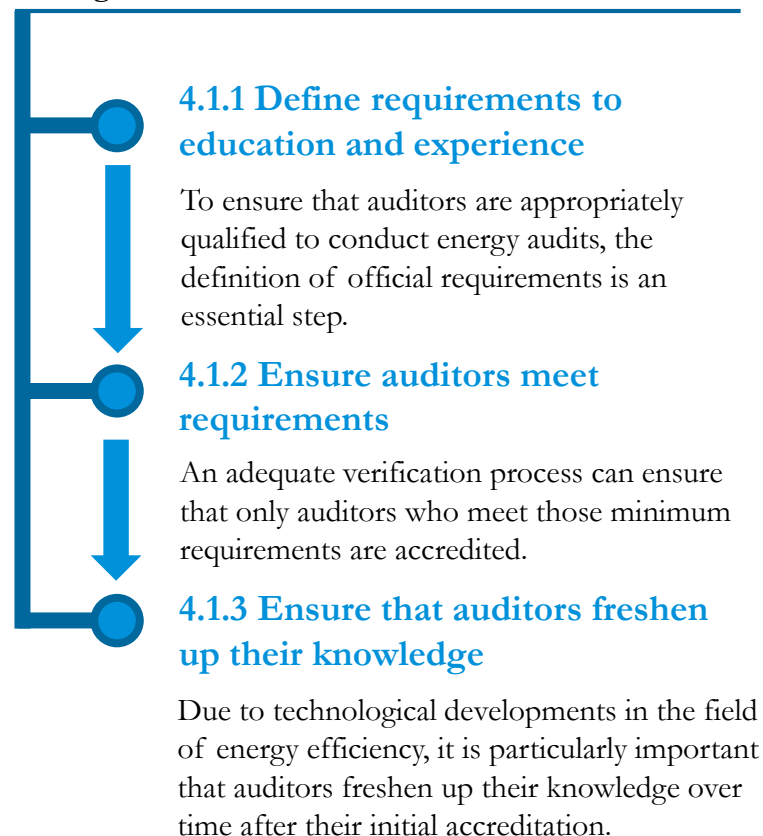 4.1.1 Define requirements to
education and experience
To ensure that auditors are appropriately
qualified to conduct energy audits, the
definition of official requirements is an
essential step.
4.1.2 Ensure auditors meet
requirements
An adequate verification process can ensure
that only auditors who meet those minimum
requirements are accredited.
4.1.3 Ensure that auditors freshen
up their knowledge
Due to technological developments in the field
of energy efficiency, it is particularly important
that auditors freshen up their knowledge over
time after their initial accreditation.